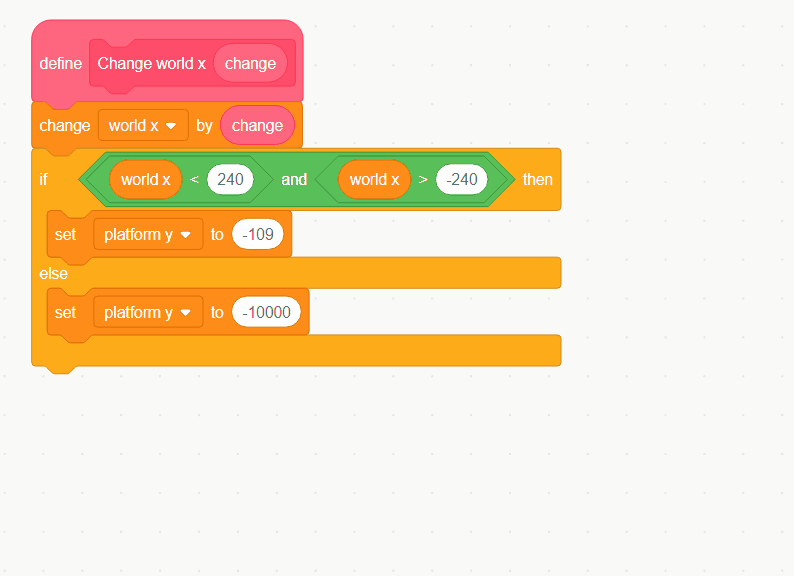 define Change world x change
change world x by change
if world x < 240 and world x > -240 then
set platform y to -109
else
set platform y to -10000